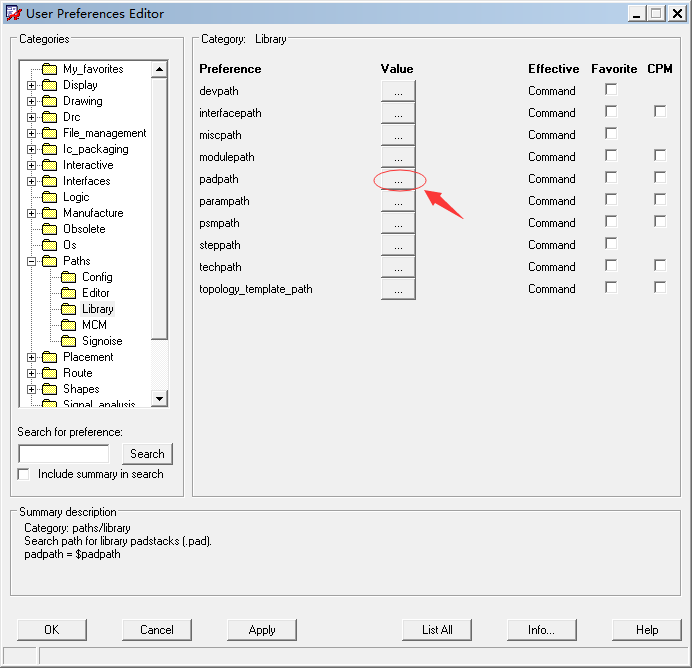 User Preferences Editor
Categories
My_favorites
Display
Drawing
Drc
File_management
Ic_packaging
Interactive
Interfaces
Logic
Manufacture
Obsolete
Os
Paths
Config
Editor
Library
MCM
Signoise
Placement
Route
Shapes
Signal_analysis
Search for preference:
Search
Include summary in search
Category: Library
Preference Value Effective Favorite CPM
devpath ... Command
interfacepath ... Command
miscpath ... Command
modulepath ... Command
padpath ... Command
parampath ... Command
psmpath ... Command
steppath ... Command
techpath ... Command
topology_template_path ... Command
Summary description
Category: paths/library
Search path for library padstacks (.pad).
padpath = $padpath
OK Cancel Apply List All Info... Help